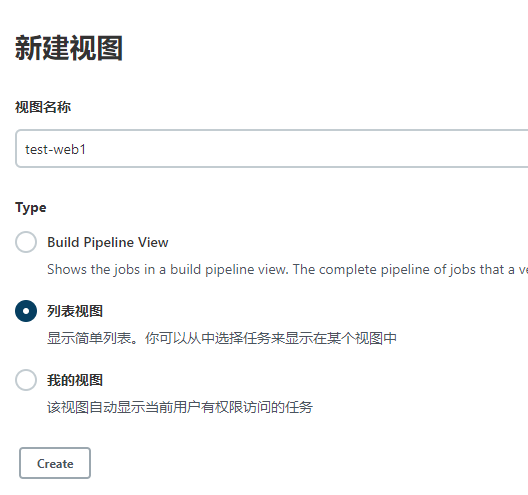 新建视图
视图名称
test-web1
Type
Build Pipeline View
Shows the jobs in a build pipeline view. The complete pipeline of jobs that a
列表视图
显示简单列表。你可以从中选择任务来显示在某个视图中
我的视图
该视图自动显示当前用户有权限访问的任务
Create